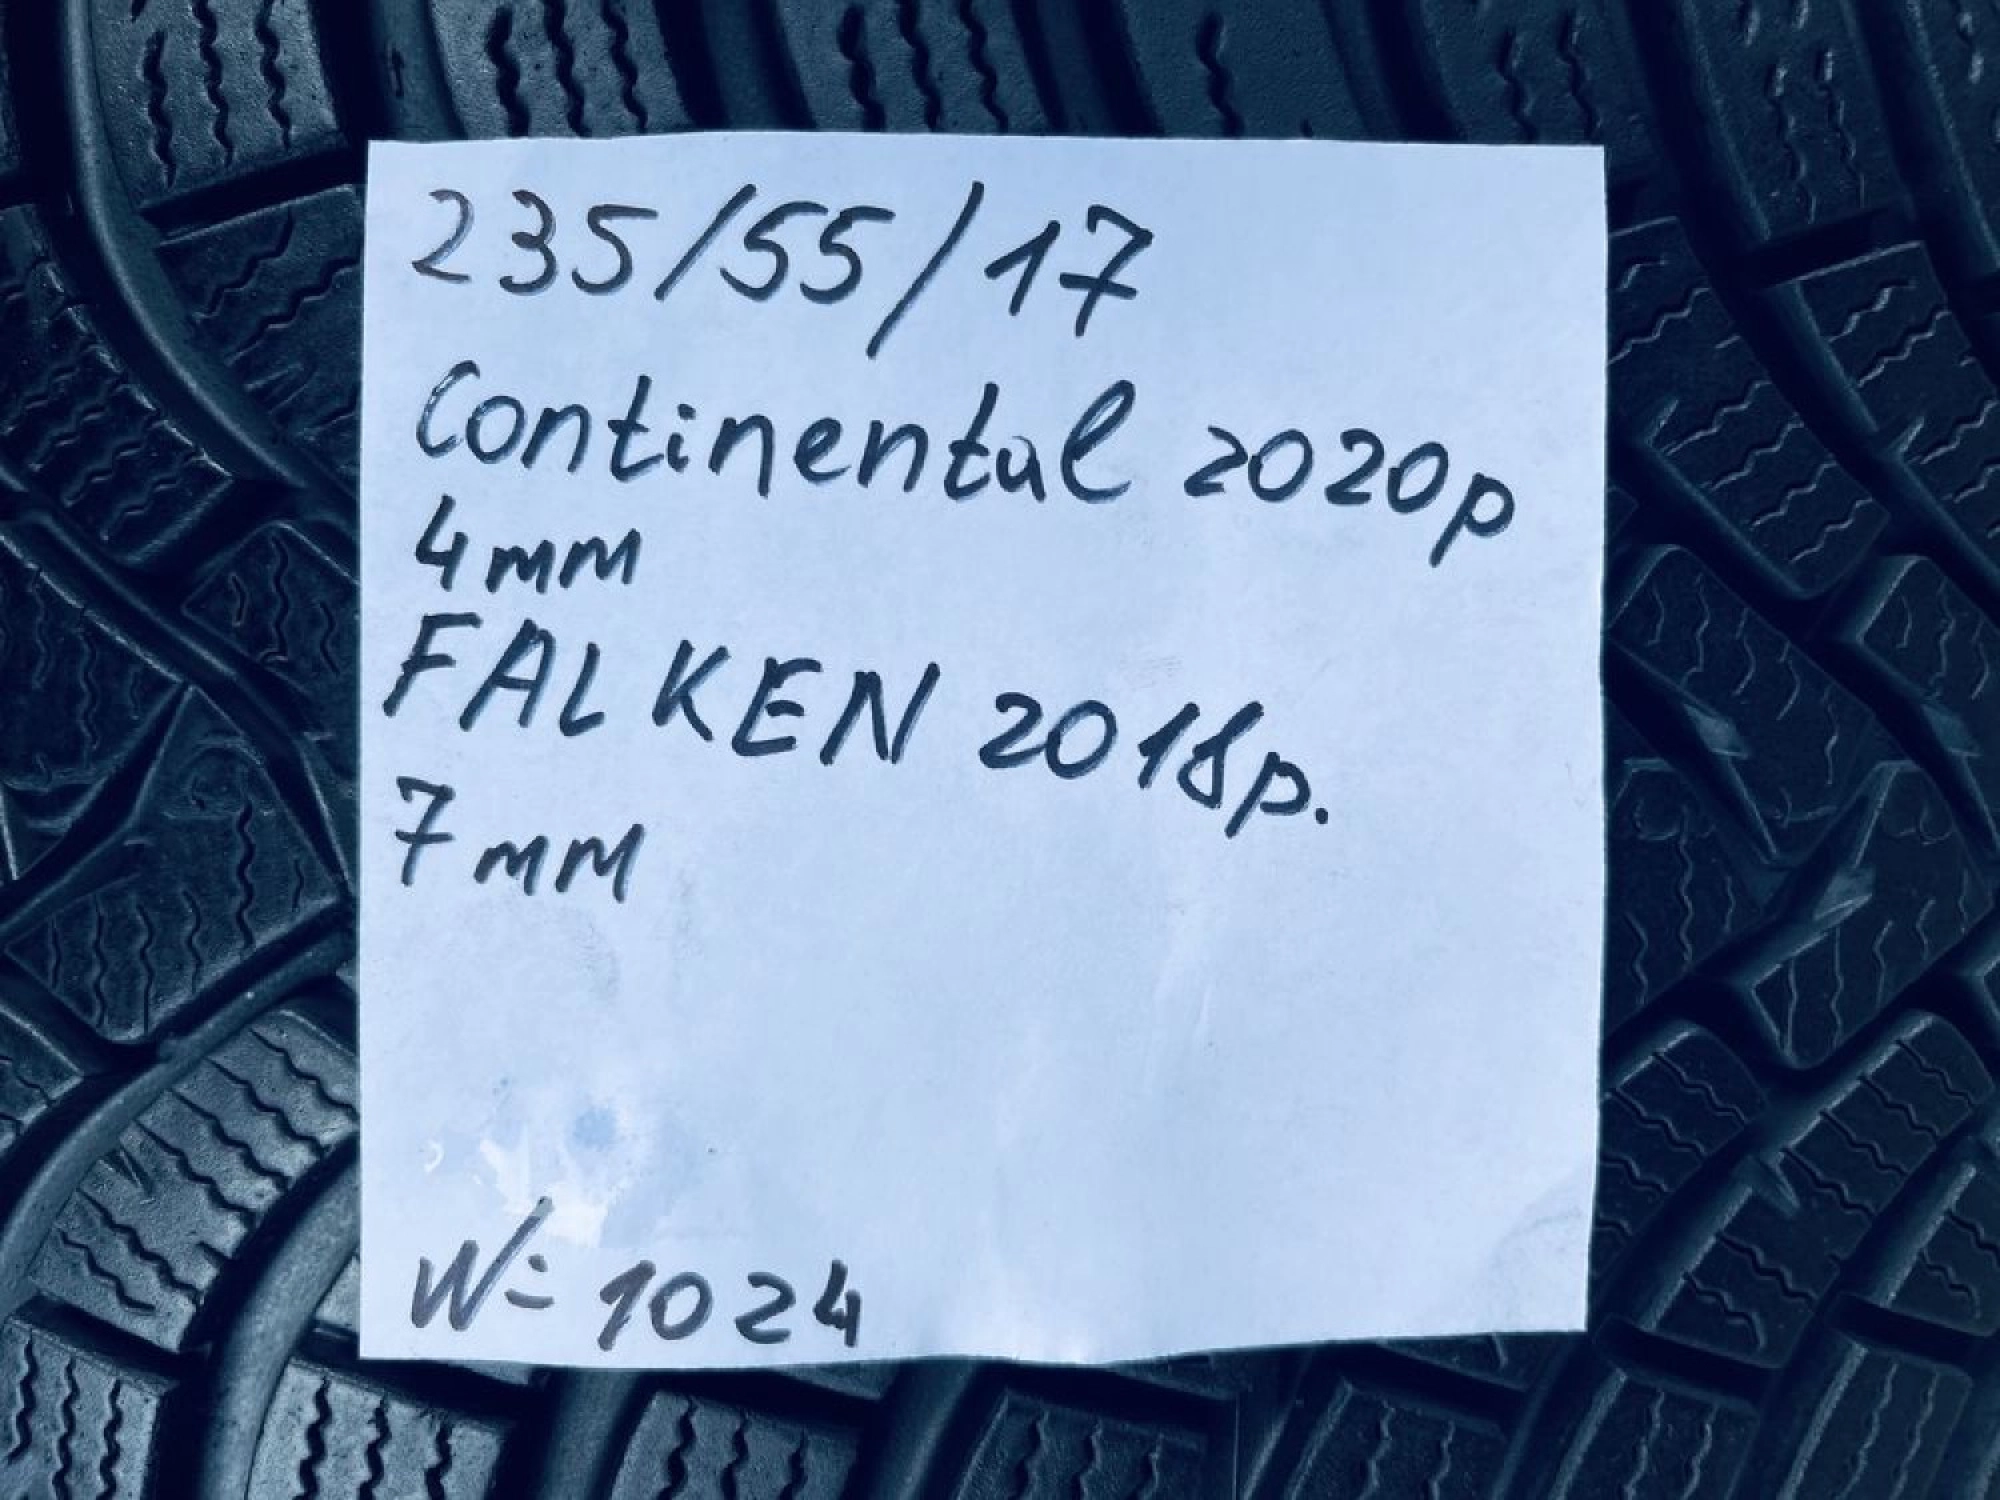 235/55/17
Continental 2020р
4мм
FALKEN 2018р.
7мм
W=1024